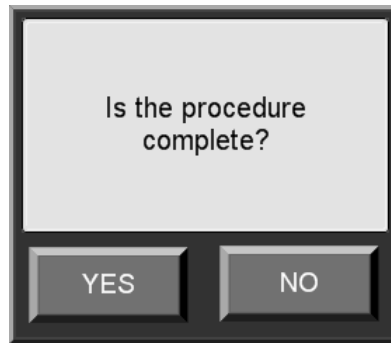 Is the procedure
complete?
YES
NO